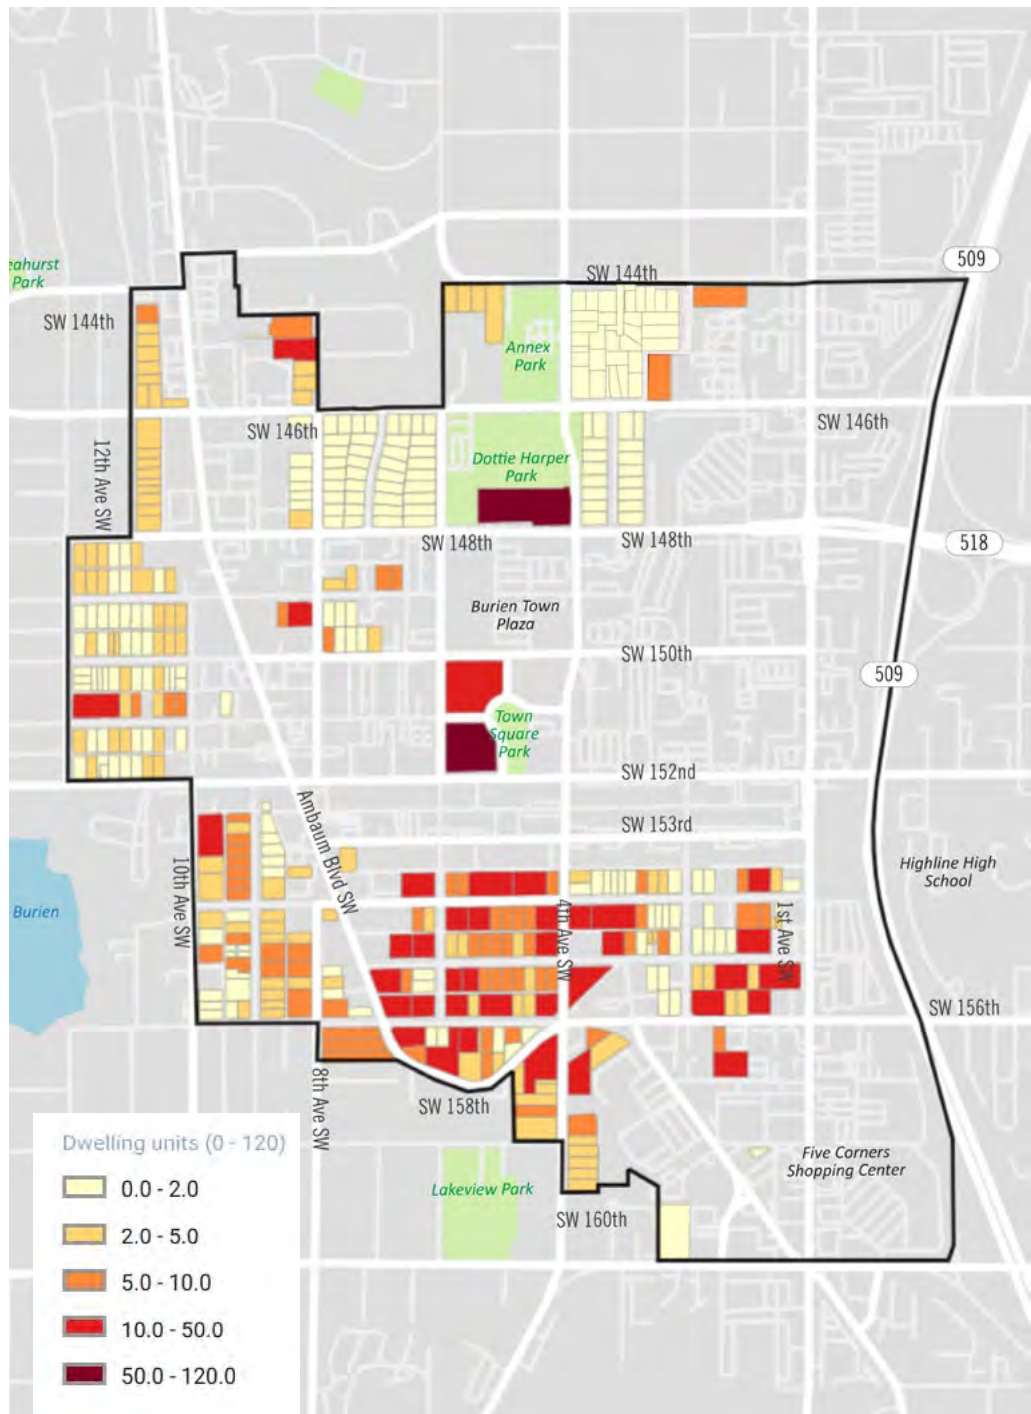 509
SW 144th
eahurst
Park
SW 144th
Annex
Park
SW 146th
SW 146th
12th Ave SW
Dottie Harper
Park
SW 148th
SW 148th
518
Burien Town
Plaza
SW 150th
509
Town
Square
Park
SW 152nd
Ambaum Blvd SW
SW 153rd
Highline High
School
10th Ave SW
Burien
4th Ave SW
1st Ave SW
SW 156th
8th Ave SW
SW 158th
Dwelling units (0 - 120)
0.0 - 2.0
2.0 - 5.0
5.0 - 10.0
10.0 - 50.0
50.0 - 120.0
Five Corners
Shopping Center
Lakeview Park
SW 160th